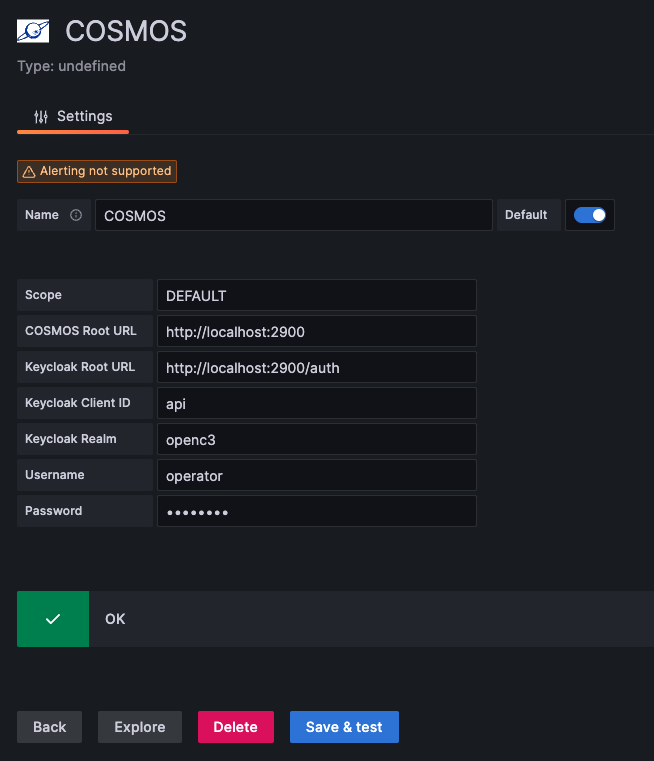 COSMOS
Type: undefined
Settings
Alerting not supported
Name COSMOS Default
Scope DEFAULT
COSMOS Root URL http://localhost:2900
Keycloak Root URL http://localhost:2900/auth
Keycloak Client ID api
Keycloak Realm openc3
Username operator
Password ••••••••
OK
Back Explore Delete Save & test